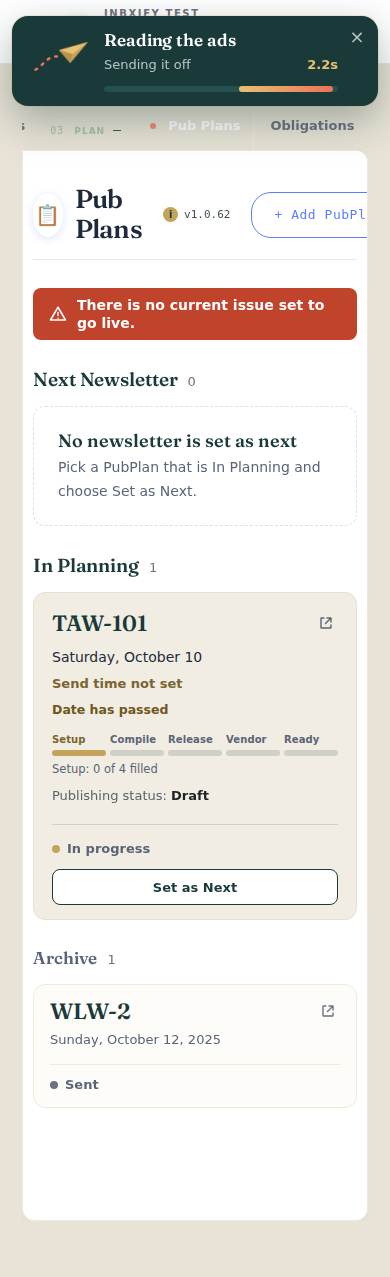 INBXIFY TEST
Reading the ads
Sending it off 2.2s
03 PLAN — Pub Plans Obligations
Pub Plans
i v1.0.62
+ Add PubPl
There is no current issue set to
go live.
Next Newsletter 0
No newsletter is set as next
Pick a PubPlan that is In Planning and
choose Set as Next.
In Planning 1
TAW-101
Saturday, October 10
Send time not set
Date has passed
Setup Compile Release Vendor Ready
Setup: 0 of 4 filled
Publishing status: Draft
In progress
Set as Next
Archive 1
WLW-2
Sunday, October 12, 2025
Sent